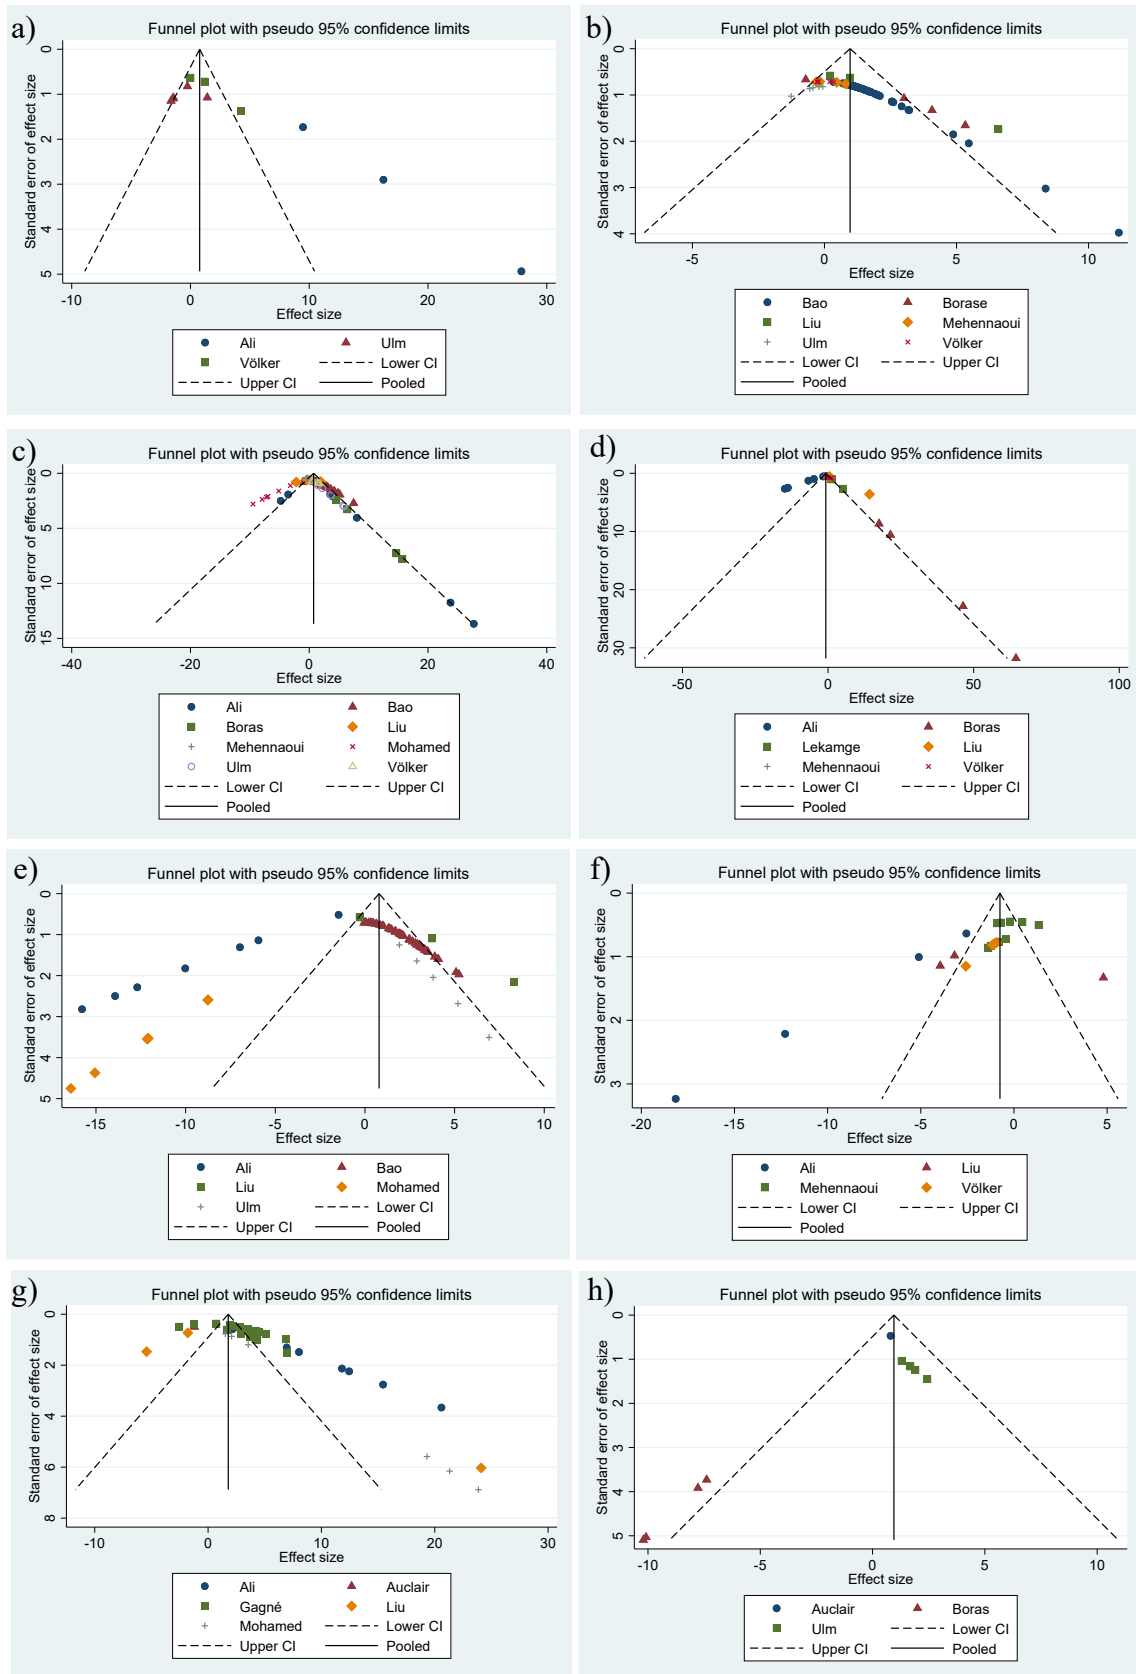 a)
Funnel plot with pseudo 95% confidence limits
Standard error of effect size
0
1
2
3
4
5
-10 0 10 20 30
Effect size
Ali Ulm
Völker Lower CI
Upper CI Pooled
b)
Funnel plot with pseudo 95% confidence limits
Standard error of effect size
0
1
2
3
4
-5 0 5 10
Effect size
Bao Borase
Liu Mehennaoui
Ulm Völker
Lower CI Upper CI
Pooled
c)
Funnel plot with pseudo 95% confidence limits
Standard error of effect size
0
5
10
15
-40 -20 0 20 40
Effect size
Ali Bao
Boras Liu
Mehennaoui Mohamed
Ulm Völker
Lower CI Upper CI
Pooled
d)
Funnel plot with pseudo 95% confidence limits
Standard error of effect size
0
10
20
30
-50 0 50 100
Effect size
Ali Boras
Lekamge Liu
Mehennaoui Völker
Lower CI Upper CI
Pooled
e)
Funnel plot with pseudo 95% confidence limits
Standard error of effect size
0
1
2
3
4
5
-15 -10 -5 0 5 10
Effect size
Ali Bao
Liu Mohamed
Ulm Lower CI
Upper CI Pooled
f)
Funnel plot with pseudo 95% confidence limits
Standard error of effect size
0
1
2
3
-20 -15 -10 -5 0 5
Effect size
Ali Liu
Mehennaoui Völker
Lower CI Upper CI
Pooled
g)
Funnel plot with pseudo 95% confidence limits
Standard error of effect size
0
2
4
6
8
-10 0 10 20 30
Effect size
Ali Auclair
Gagné Liu
Mohamed Lower CI
Upper CI Pooled
h)
Funnel plot with pseudo 95% confidence limits
Standard error of effect size
0
1
2
3
4
5
-10 -5 0 5 10
Effect size
Auclair Boras
Ulm Lower CI
Upper CI Pooled